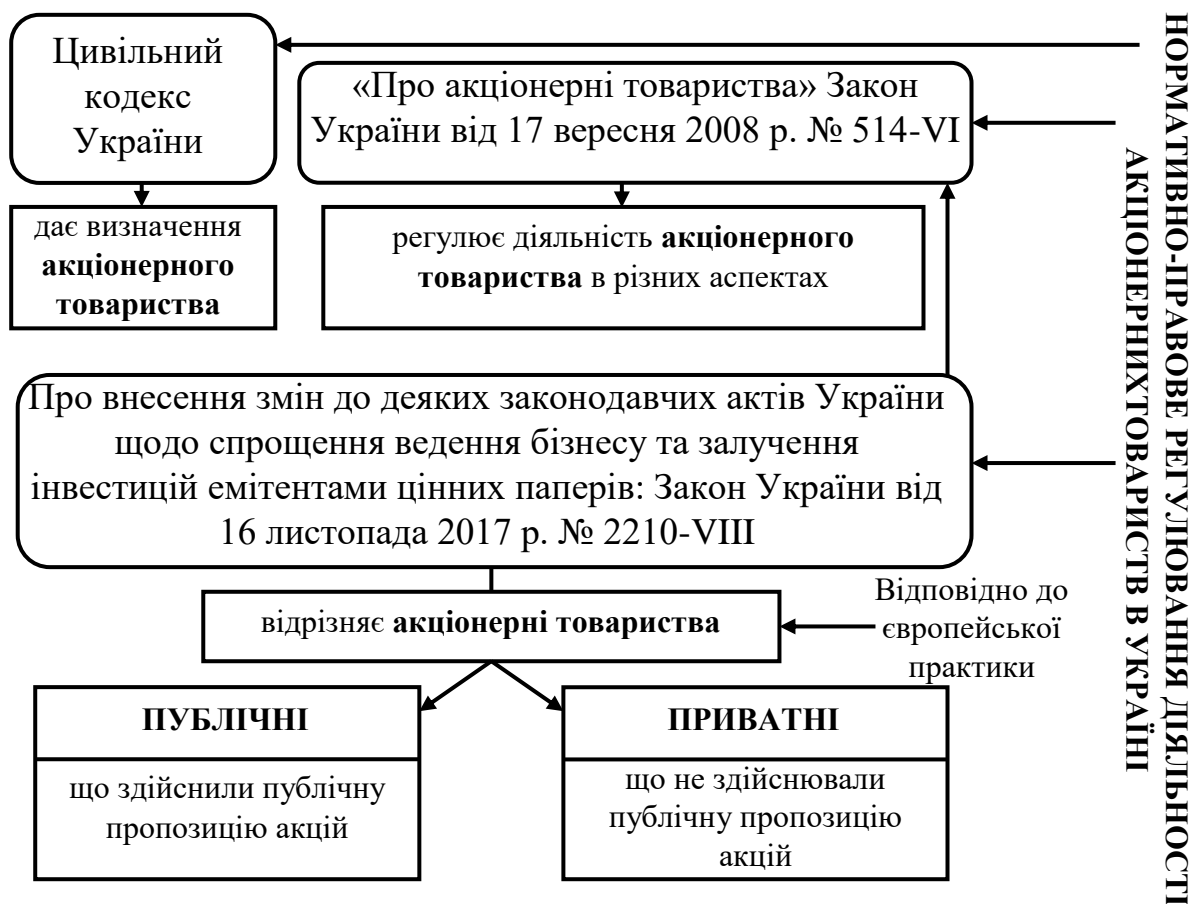 Цивільний
кодекс
України
«Про акціонерні товариства» Закон
України від 17 вересня 2008 р. № 514-VI
дає визначення
акціонерного
товариства
регулює діяльність акціонерного
товариства в різних аспектах
Про внесення змін до деяких законодавчих актів України
щодо спрощення ведення бізнесу та залучення
інвестицій емітентами цінних паперів: Закон України від
16 листопада 2017 р. № 2210-VIII
відрізняє акціонерні товариства
Відповідно до
європейської
практики
ПУБЛІЧНІ
що здійснили публічну
пропозицію акцій
ПРИВАТНІ
що не здійснювали
публічну пропозицію
акцій
НОРМАТИВНО-ПРАВОВЕ РЕГУЛЮВАННЯ ДІЯЛЬНОСТІ
АКЦІОНЕРНИХТОВАРИСТВ В УКРАЇНІ